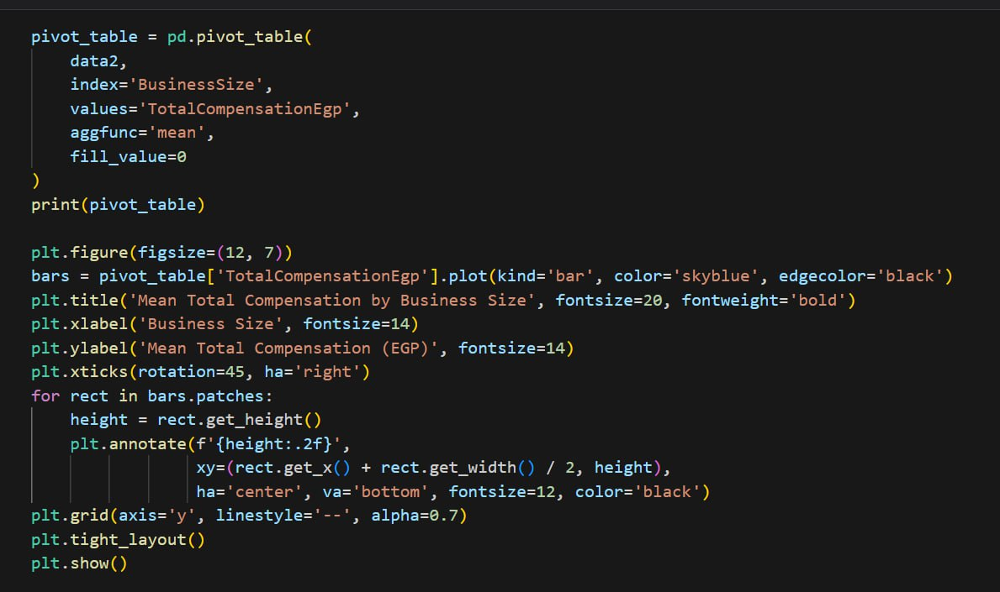 pivot_table = pd.pivot_table(
    data2,
    index='BusinessSize',
    values='TotalCompensationEgp',
    aggfunc='mean',
    fill_value=0
)
print(pivot_table)

plt.figure(figsize=(12, 7))
bars = pivot_table['TotalCompensationEgp'].plot(kind='bar', color='skyblue', edgecolor='black')
plt.title('Mean Total Compensation by Business Size', fontsize=20, fontweight='bold')
plt.xlabel('Business Size', fontsize=14)
plt.ylabel('Mean Total Compensation (EGP)', fontsize=14)
plt.xticks(rotation=45, ha='right')
for rect in bars.patches:
    height = rect.get_height()
    plt.annotate(f'{height:.2f}',
                 xy=(rect.get_x() + rect.get_width() / 2, height),
                 ha='center', va='bottom', fontsize=12, color='black')
plt.grid(axis='y', linestyle='--', alpha=0.7)
plt.tight_layout()
plt.show()